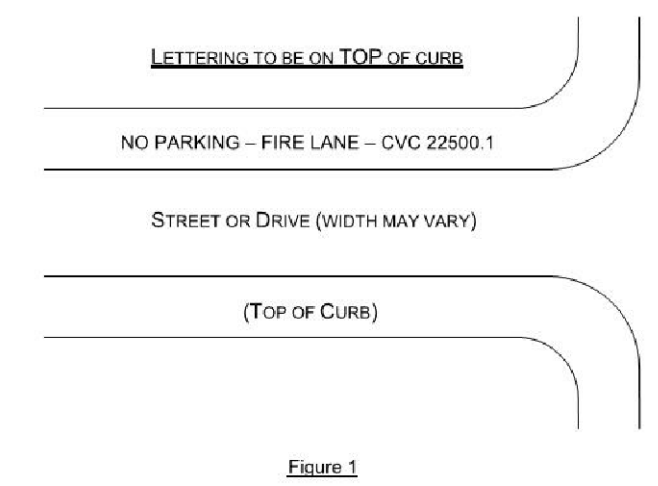 LETTERING TO BE ON TOP OF CURB
NO PARKING – FIRE LANE – CVC 22500.1
STREET OR DRIVE (WIDTH MAY VARY)
(TOP OF CURB)
Figure 1